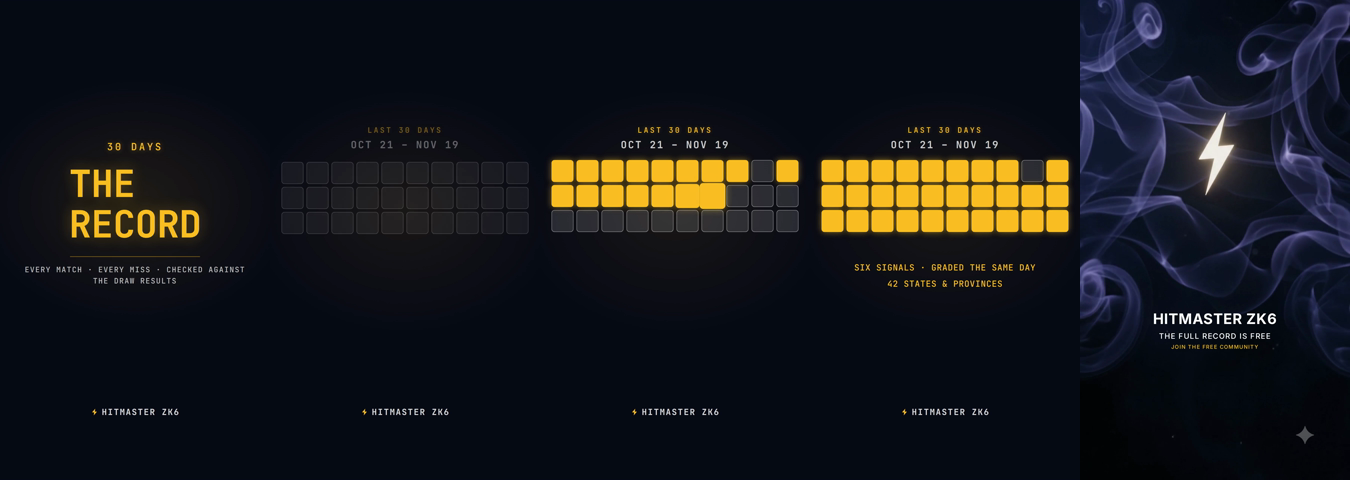 30 DAYS
THE
RECORD
EVERY MATCH · EVERY MISS · CHECKED AGAINST
THE DRAW RESULTS
HITMASTER ZK6
LAST 30 DAYS
OCT 21 – NOV 19
HITMASTER ZK6
LAST 30 DAYS
OCT 21 – NOV 19
HITMASTER ZK6
LAST 30 DAYS
OCT 21 – NOV 19
SIX SIGNALS · GRADED THE SAME DAY
42 STATES & PROVINCES
HITMASTER ZK6
HITMASTER ZK6
THE FULL RECORD IS FREE
JOIN THE FREE COMMUNITY